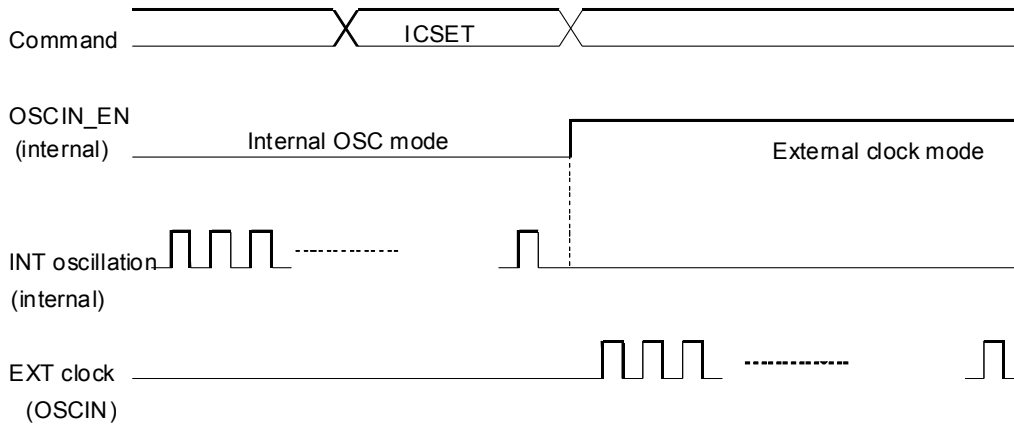 Command
ICSET
OSCIN_EN
(internal)
Internal OSC mode
External clock mode
INT oscillation
(internal)
EXT clock
(OSCIN)